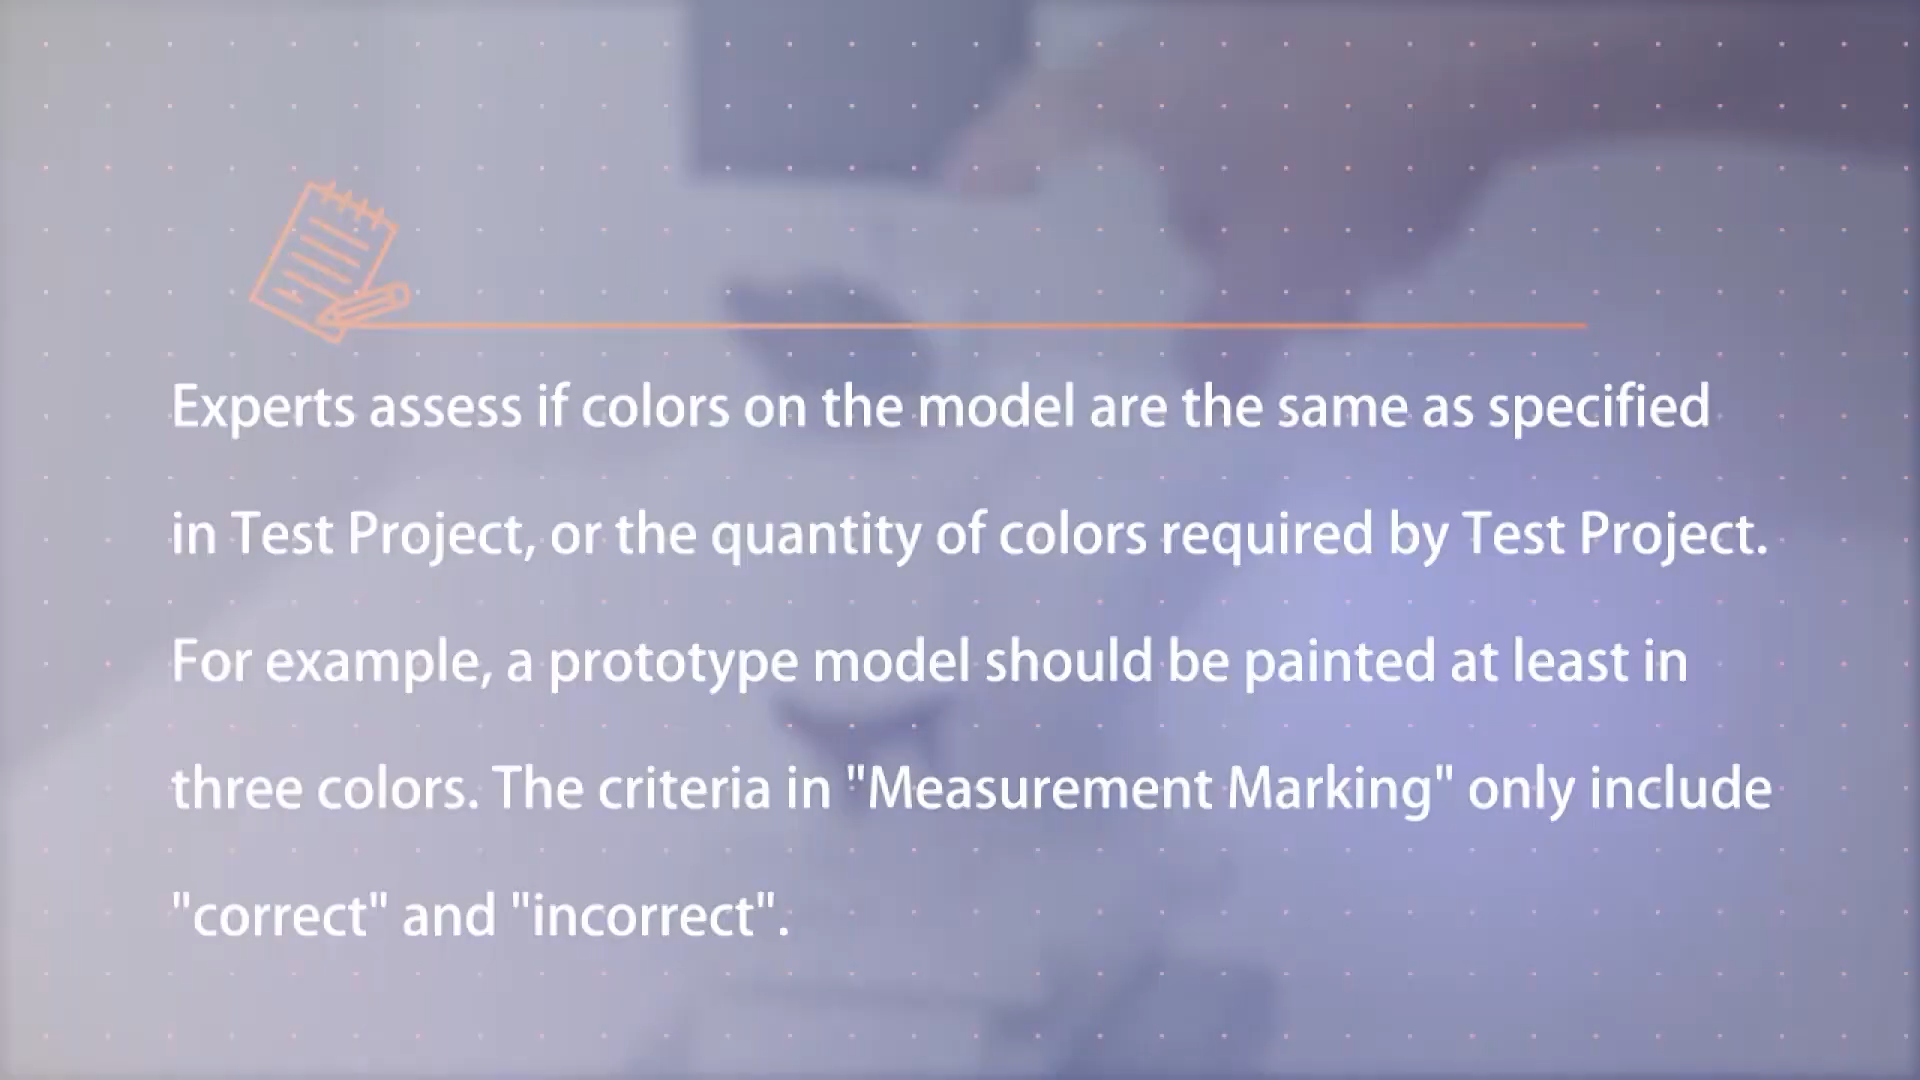 Experts assess if colors on the model are the same as specified
in Test Project, or the quantity of colors required by Test Project.
For example, a prototype model should be painted at least in
three colors. The criteria in "Measurement Marking" only include
"correct" and "incorrect".